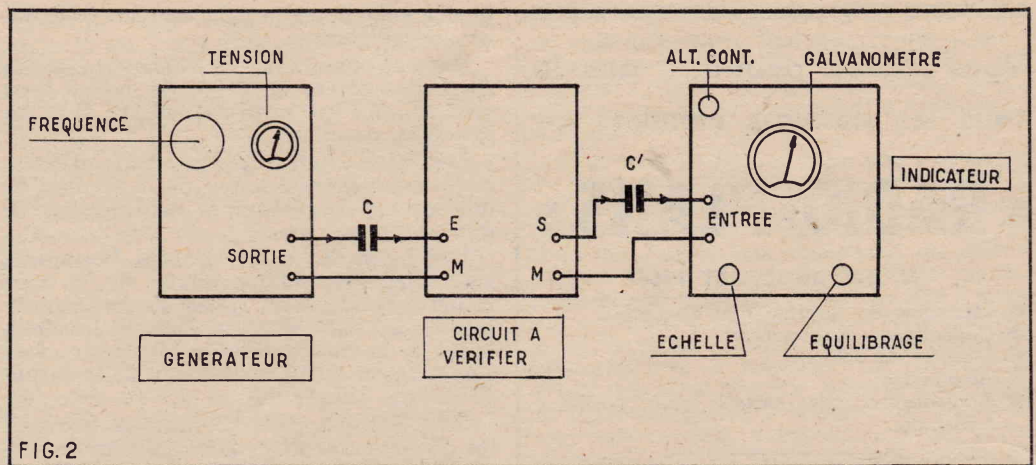 TENSION
FREQUENCE
SORTIE
C
E
M
GENERATEUR
CIRCUIT A
VERIFIER
S
M
C'
ALT. CONT.
GALVANOMETRE
ENTREE
INDICATEUR
ECHELLE
EQUILIBRAGE
FIG. 2